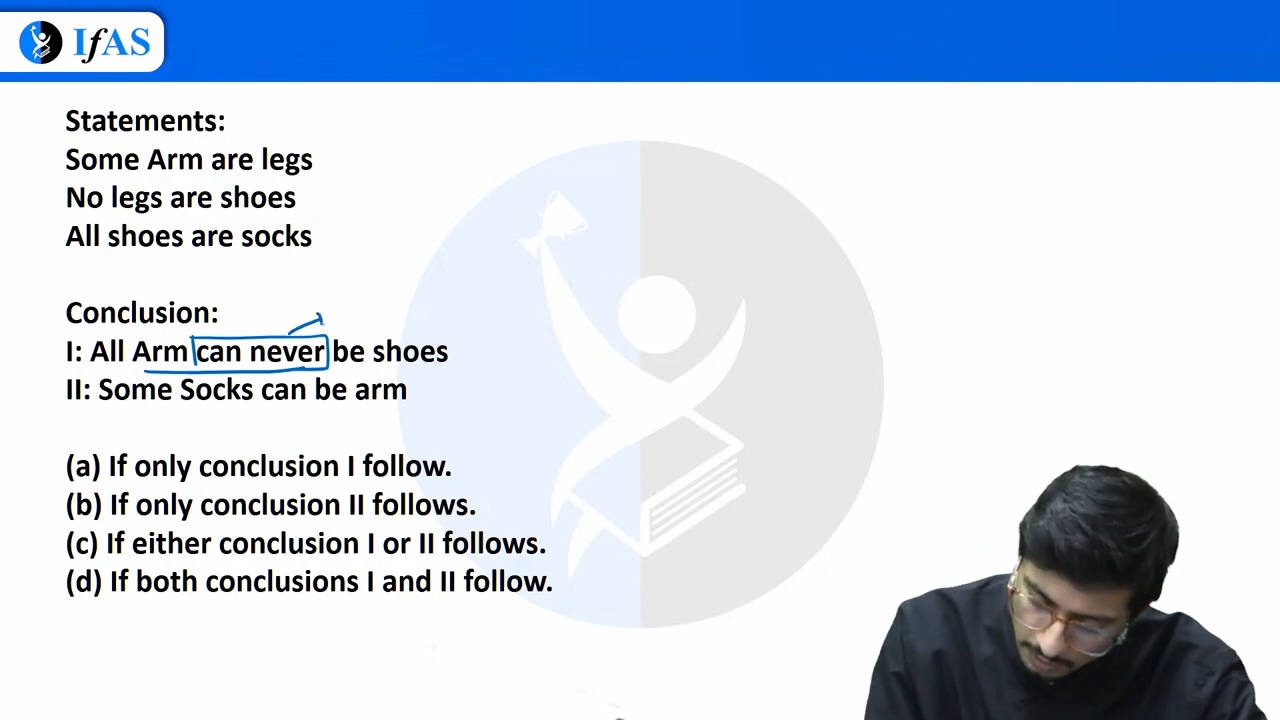 IfAS
Statements:
Some Arm are legs
No legs are shoes
All shoes are socks
Conclusion:
I: All Arm can never be shoes
II: Some Socks can be arm
(a) If only conclusion I follow.
(b) If only conclusion II follows.
(c) If either conclusion I or II follows.
(d) If both conclusions I and II follow.